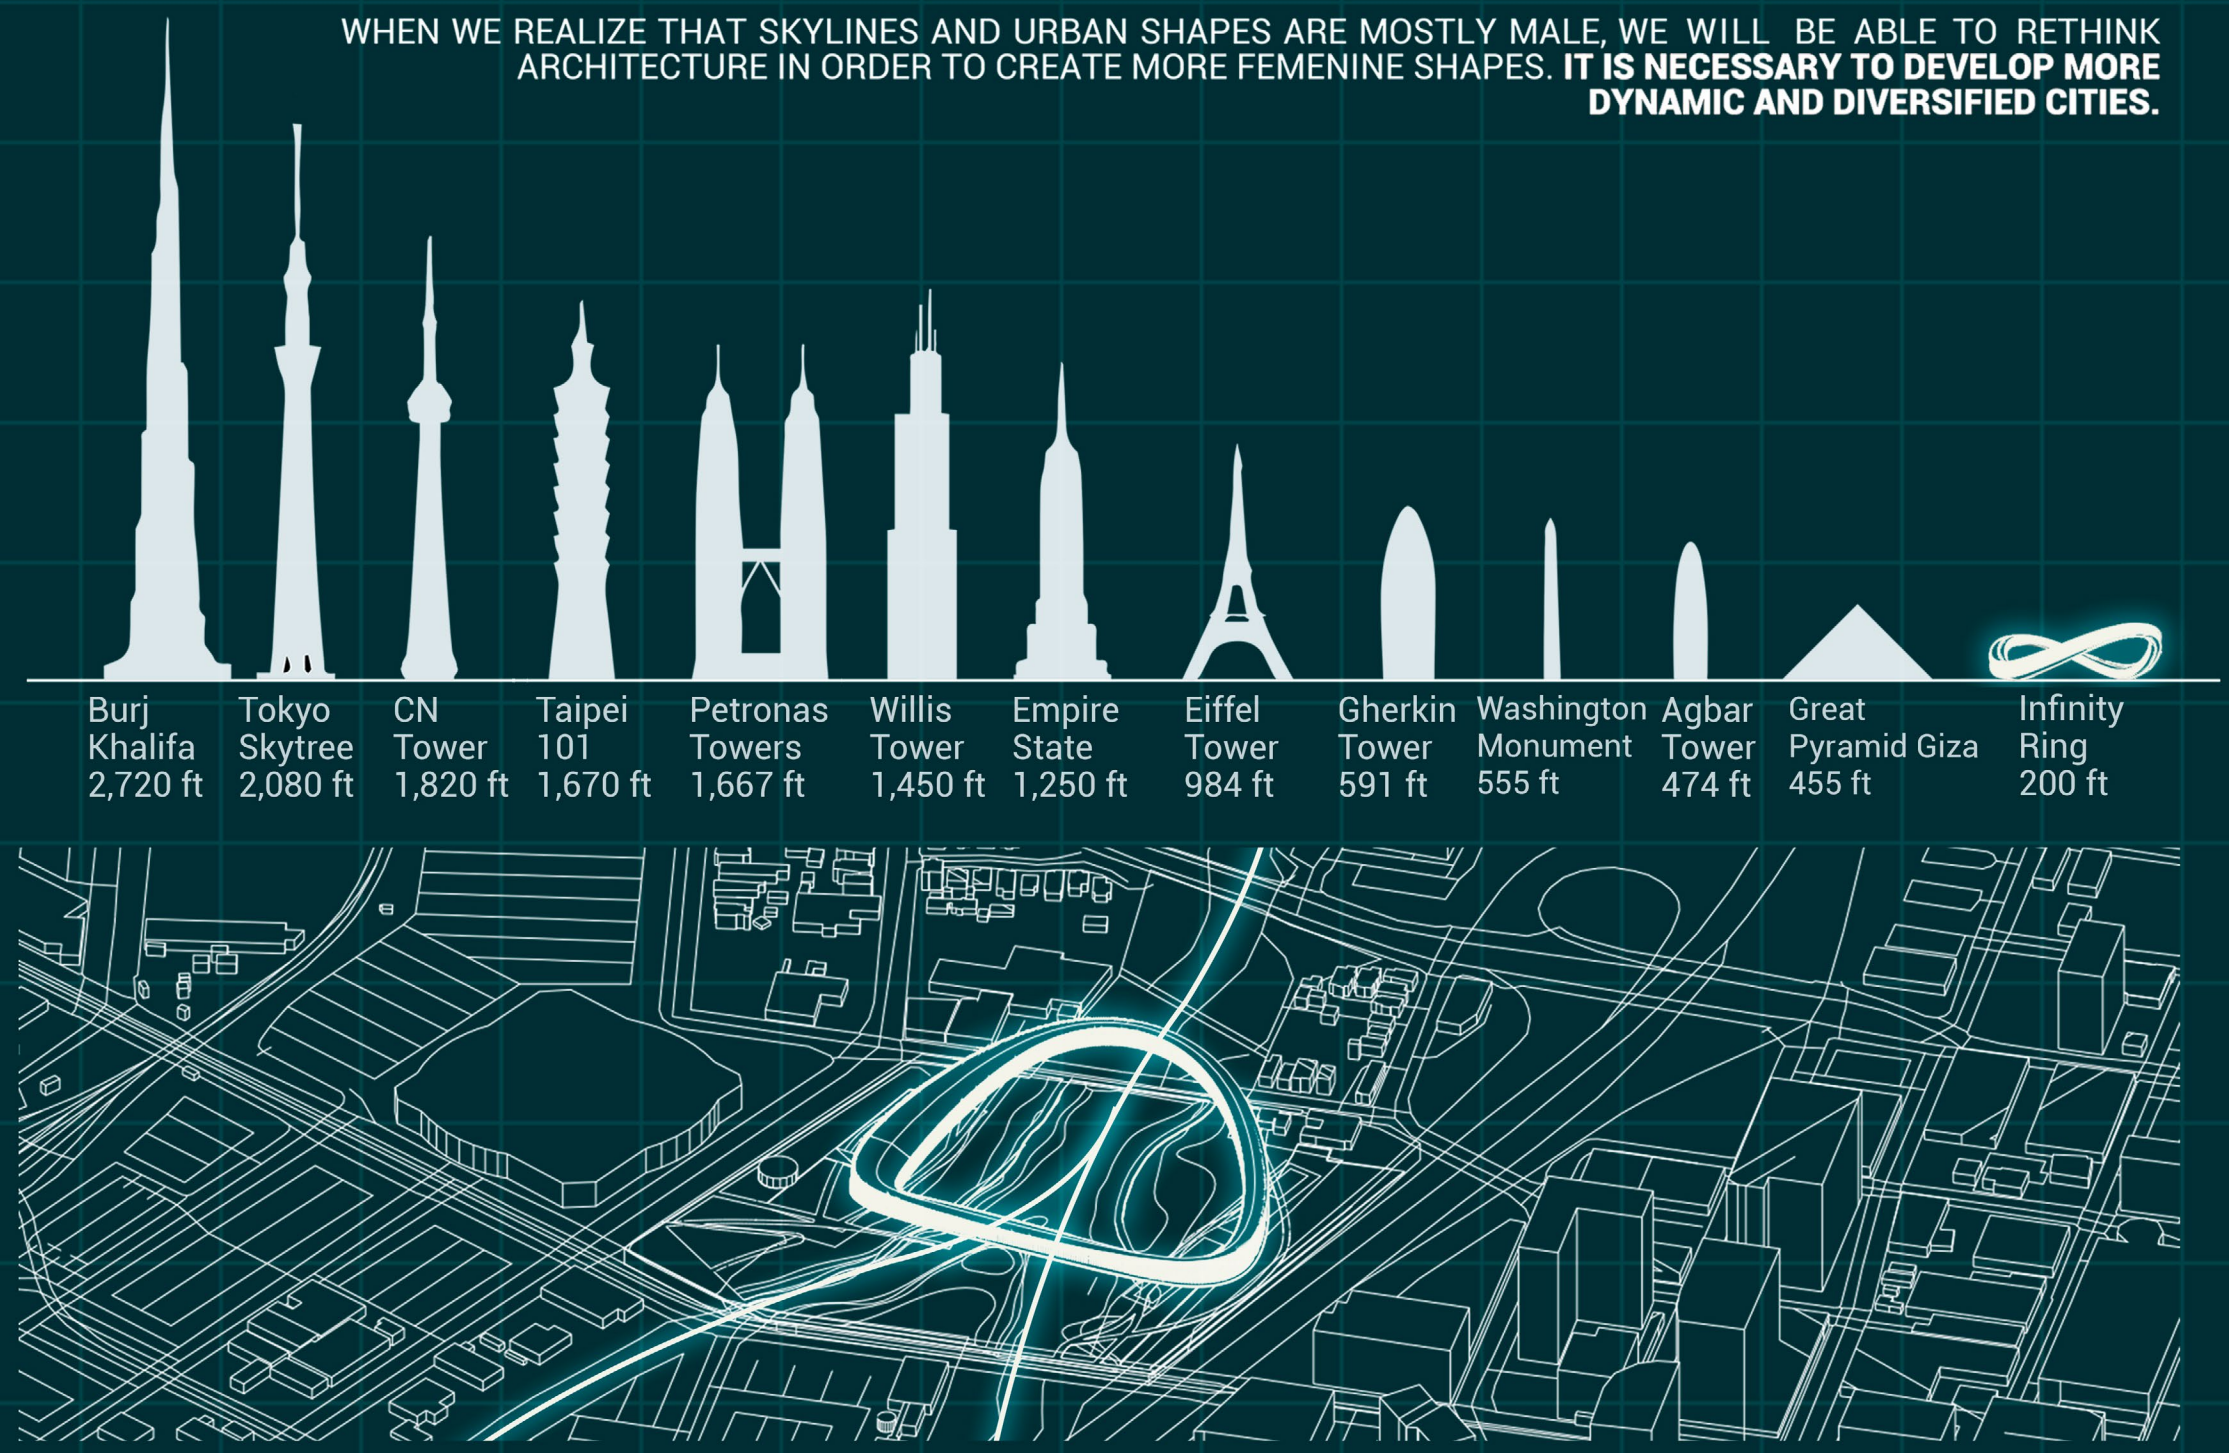 WHEN WE REALIZE THAT SKYLINES AND URBAN SHAPES ARE MOSTLY MALE, WE WILL BE ABLE TO RETHINK
ARCHITECTURE IN ORDER TO CREATE MORE FEMENINE SHAPES. IT IS NECESSARY TO DEVELOP MORE
DYNAMIC AND DIVERSIFIED CITIES.
Burj
Khalifa
2,720 ft
Tokyo
Skytree
2,080 ft
CN
Tower
1,820 ft
Taipei
101
1,670 ft
Petronas
Towers
1,667 ft
Willis
Tower
1,450 ft
Empire
State
1,250 ft
Eiffel
Tower
984 ft
Gherkin
Tower
591 ft
Washington
Monument
555 ft
Agbar
Tower
474 ft
Great
Pyramid Giza
455 ft
Infinity
Ring
200 ft